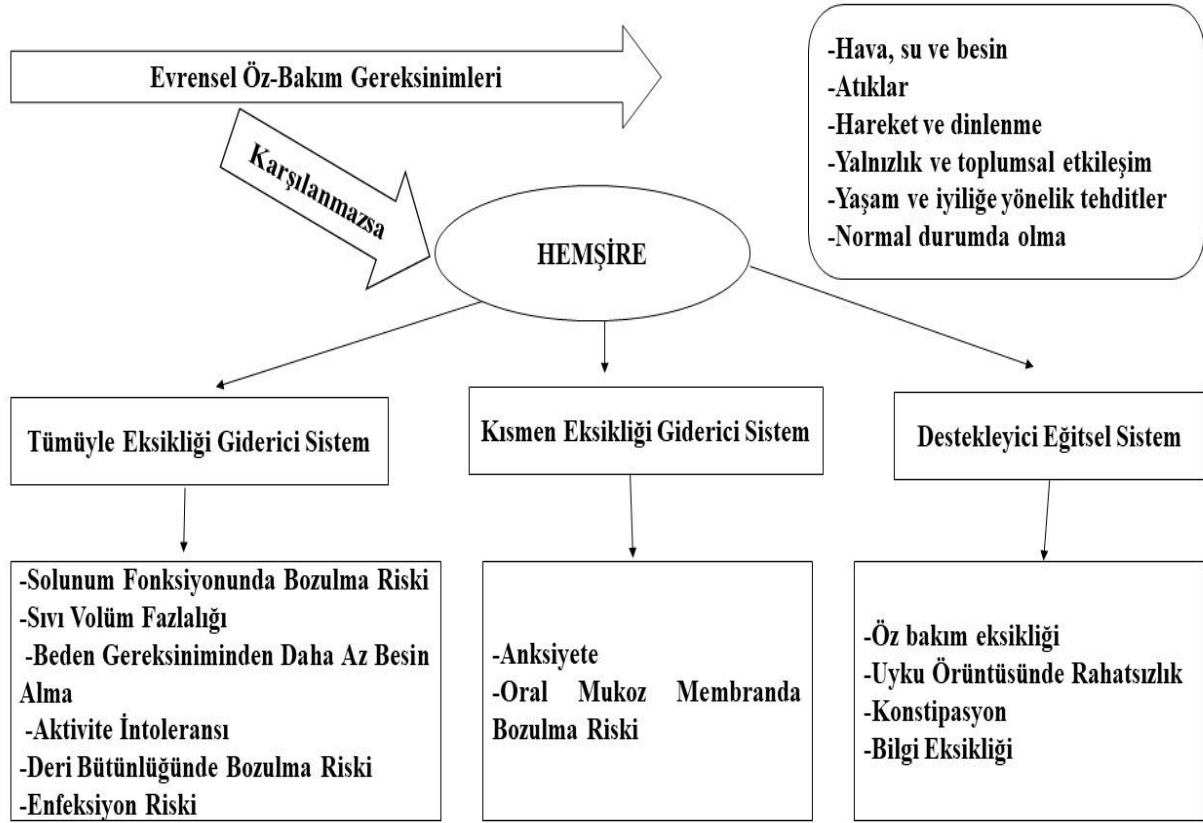 Evrensel Öz-Bakım Gereksinimleri
-Hava, su ve besin
-Atıklar
-Hareket ve dinlenme
-Yalnızlık ve toplumsal etkileşim
-Yaşam ve iyiliğe yönelik tehditler
-Normal durumda olma
Karşılanmazsa
HEMŞİRE
Tümüyle Eksikliği Giderici Sistem
Kısmen Eksikliği Giderici Sistem
Destekleyici Eğitsel Sistem
-Solunum Fonksiyonunda Bozulma Riski
-Sıvı Volüm Fazlalığı
-Beden Gereksiniminden Daha Az Besin
Alma
-Aktivite İntoleransı
-Deri Bütünlüğünde Bozulma Riski
-Enfeksiyon Riski
-Anksiyete
-Oral Mukoz Membranda
Bozulma Riski
-Öz bakım eksikliği
-Uyku Örüntüsünde Rahatsızlık
-Konstipasyon
-Bilgi Eksikliği